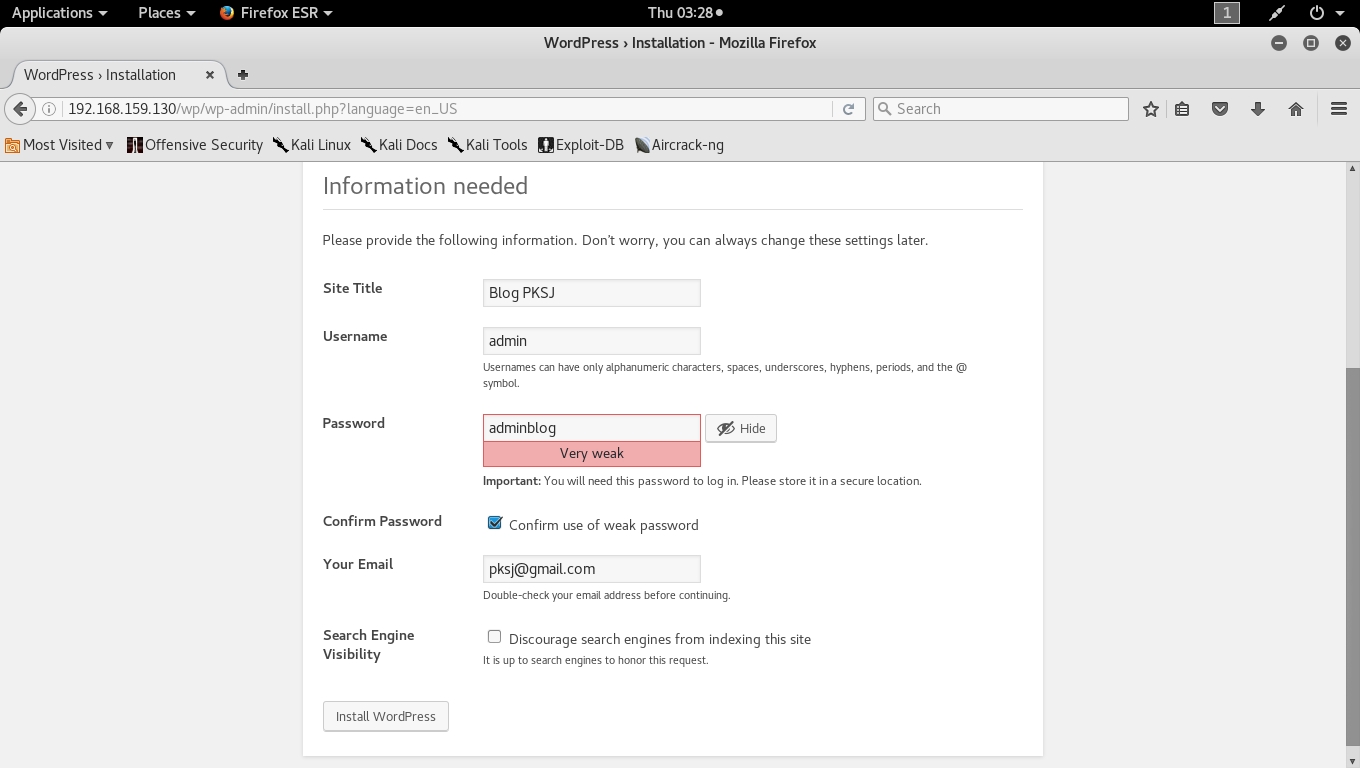 Applications Places Firefox ESR Thu 03:28 1
WordPress › Installation - Mozilla Firefox
WordPress › Installation
192.168.159.130/wp/wp-admin/install.php?language=en_US Search
Most Visited Offensive Security Kali Linux Kali Docs Kali Tools Exploit-DB Aircrack-ng
Information needed
Please provide the following information. Don't worry, you can always change these settings later.
Site Title Blog PKSJ
Username admin
Usernames can have only alphanumeric characters, spaces, underscores, hyphens, periods, and the @
symbol.
Password adminblog Hide
Very weak
Important: You will need this password to log in. Please store it in a secure location.
Confirm Password Confirm use of weak password
Your Email pksj@gmail.com
Double-check your email address before continuing.
Search Engine
Visibility
Discourage search engines from indexing this site
It is up to search engines to honor this request.
Install WordPress